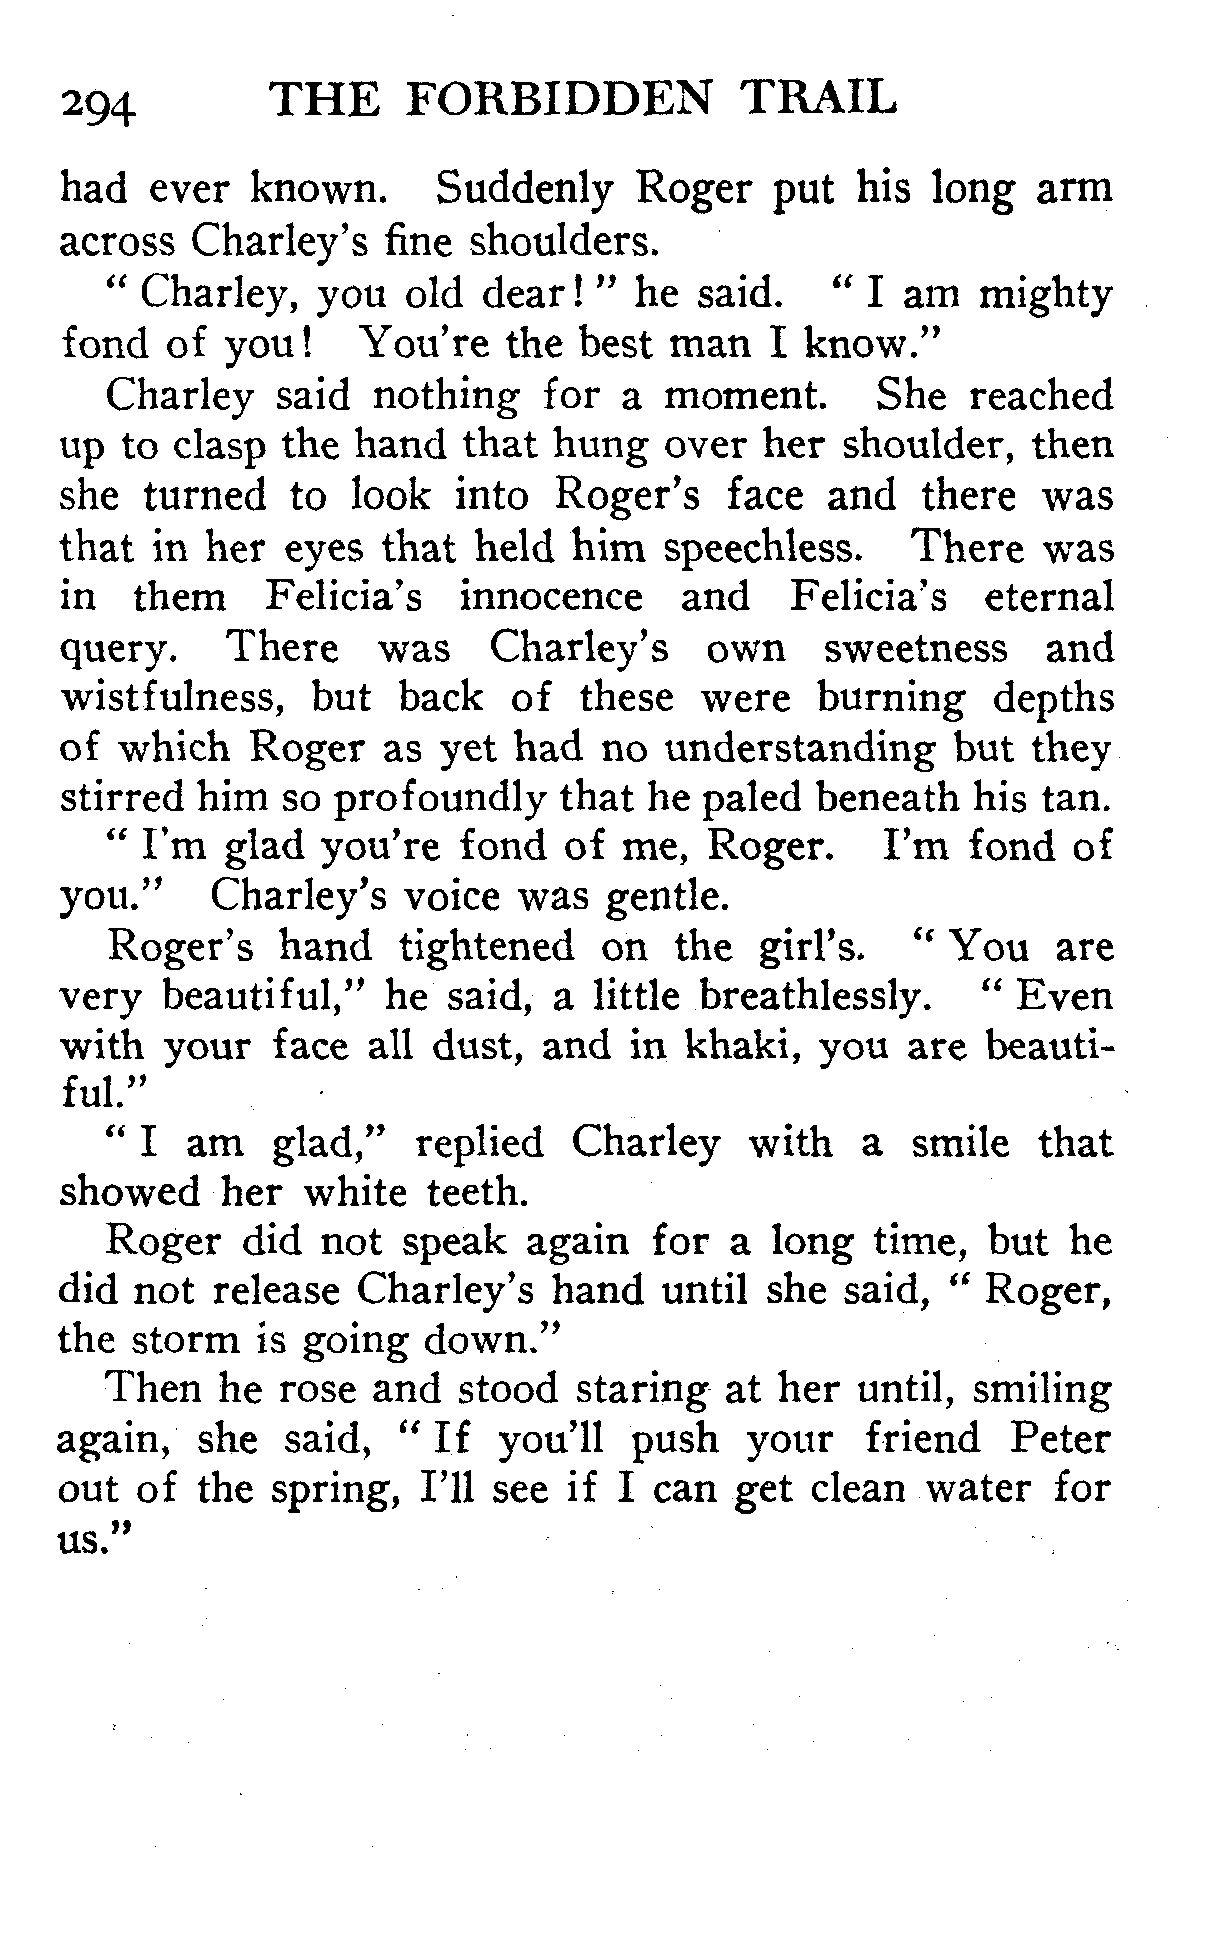 294 THE FORBIDDEN TRAIL
had ever known. Suddenly Roger put his long arm
across Charley's fine shoulders.
" Charley, you old dear! " he said. " I am mighty
fond of you! You're the best man I know."
Charley said nothing for a moment. She reached
up to clasp the hand that hung over her shoulder, then
she turned to look into Roger's face and there was
that in her eyes that held him speechless. There was
in them Felicia's innocence and Felicia's eternal
query. There was Charley's own sweetness and
wistfulness, but back of these were burning depths
of which Roger as yet had no understanding but they
stirred him so profoundly that he paled beneath his tan.
" I'm glad you're fond of me, Roger. I'm fond of
you." Charley's voice was gentle.
Roger's hand tightened on the girl's. " You are
very beautiful," he said, a little breathlessly. " Even
with your face all dust, and in khaki, you are beauti-
ful."
" I am glad," replied Charley with a smile that
showed her white teeth.
Roger did not speak again for a long time, but he
did not release Charley's hand until she said, " Roger,
the storm is going down."
Then he rose and stood staring at her until, smiling
again, she said, " If you'll push your friend Peter
out of the spring, I'll see if I can get clean water for
us."